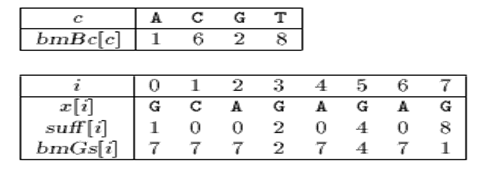 c A C G T
bmBc[c] 1 6 2 8
i 0 1 2 3 4 5 6 7
x[i] G C A G A G A G
suff[i] 1 0 0 2 0 4 0 8
bmGs[i] 7 7 7 2 7 4 7 1